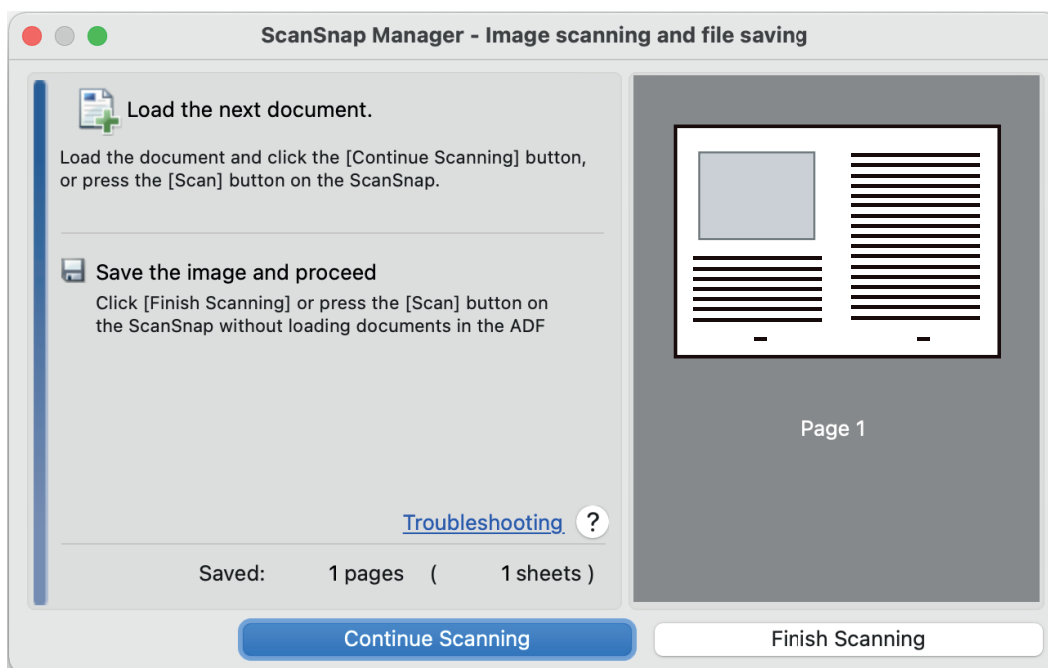 ScanSnap Manager - Image scanning and file saving
Load the next document.
Load the document and click the [Continue Scanning] button,
or press the [Scan] button on the ScanSnap.
Save the image and proceed
Click [Finish Scanning] or press the [Scan] button on
the ScanSnap without loading documents in the ADF
Troubleshooting ?
Saved: 1 pages ( 1 sheets )
Page 1
Continue Scanning
Finish Scanning